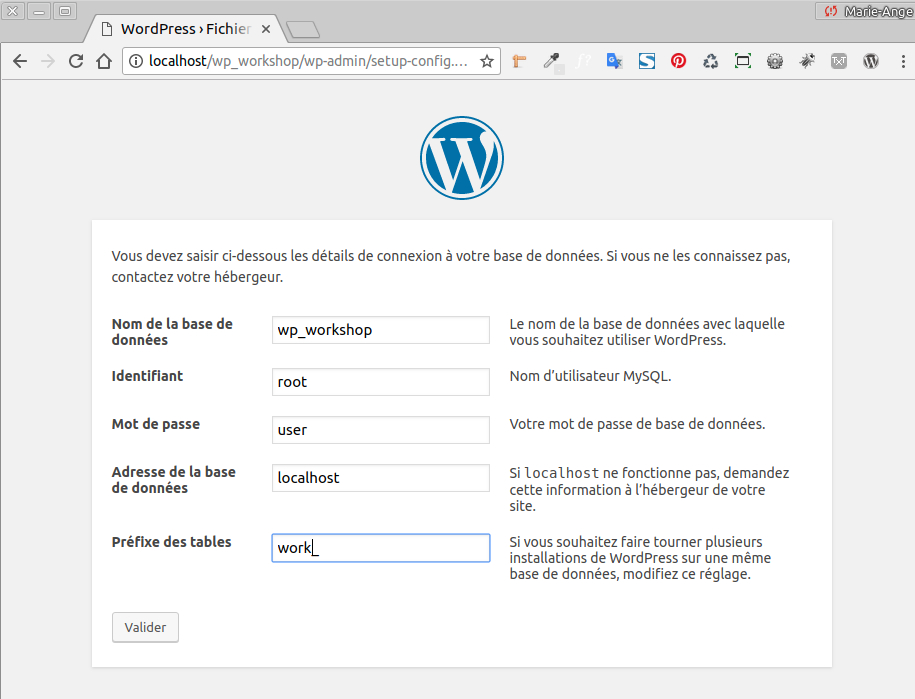 Marie-Ange
WordPress › Fichier
localhost/wp_workshop/wp-admin/setup-config....
Vous devez saisir ci-dessous les détails de connexion à votre base de données. Si vous ne les connaissez pas,
contactez votre hébergeur.
Nom de la base de
données
wp_workshop
Le nom de la base de données avec laquelle
vous souhaitez utiliser WordPress.
Identifiant
root
Nom d’utilisateur MySQL.
Mot de passe
user
Votre mot de passe de base de données.
Adresse de la base
de données
localhost
Si localhost ne fonctionne pas, demandez
cette information à l’hébergeur de votre
site.
Préfixe des tables
work_
Si vous souhaitez faire tourner plusieurs
installations de WordPress sur une même
base de données, modifiez ce réglage.
Valider